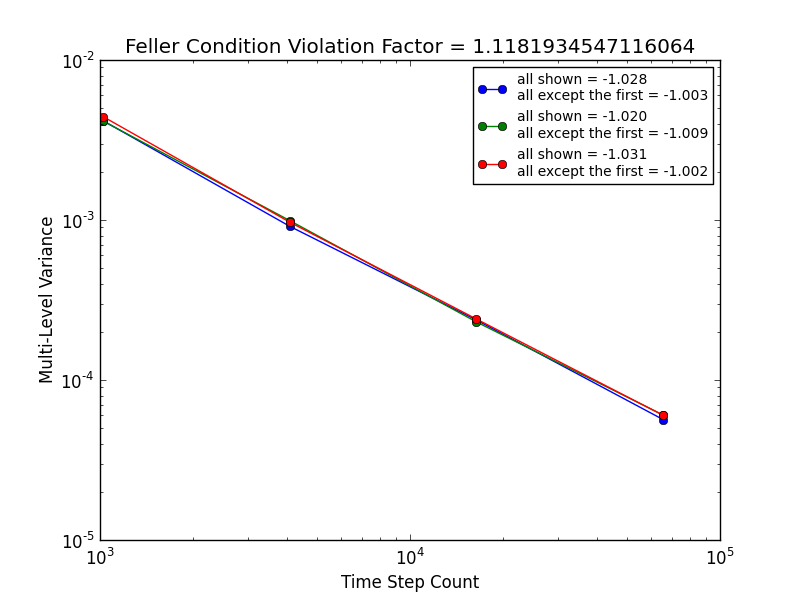 Feller Condition Violation Factor = 1.1181934547116064
all shown = -1.028
all except the first = -1.003
all shown = -1.020
all except the first = -1.009
all shown = -1.031
all except the first = -1.002
Multi-Level Variance
10^-2
10^-3
10^-4
10^-5
10^3
10^4
10^5
Time Step Count